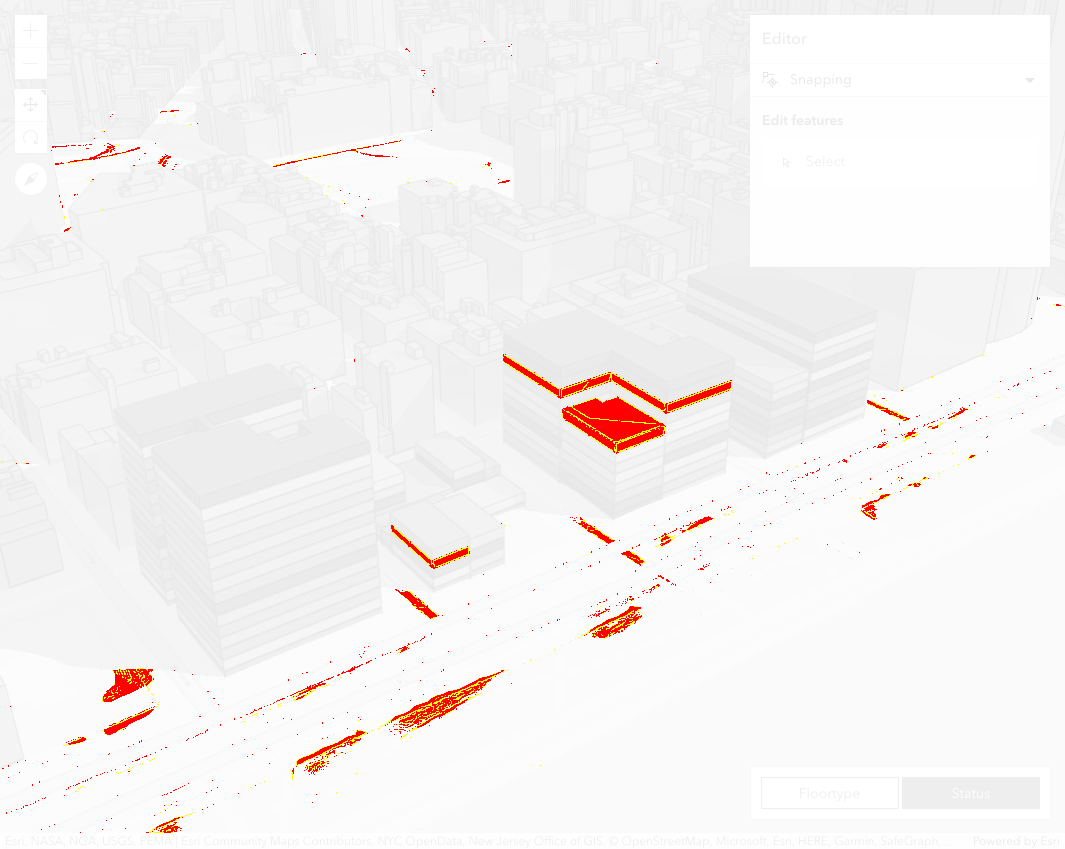 Editor
Snapping
Edit features
Select
Floortype
Status
Esri, NASA, NGA, USGS, FEMA | Esri Community Maps Contributors, NYC OpenData, New Jersey Office of GIS, © OpenStreetMap, Microsoft, Esri, HERE, Garmin, SafeGraph, ... Powered by Esri